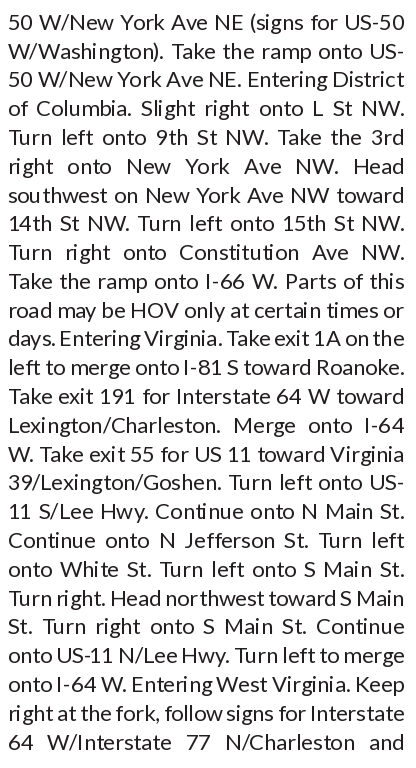 50 W/New York Ave NE (signs for US-50
W/Washington). Take the ramp onto US-
50 W/New York Ave NE. Entering District
of Columbia. Slight right onto L St NW.
Turn left onto 9th St NW. Take the 3rd
right onto New York Ave NW. Head
southwest on New York Ave NW toward
14th St NW. Turn left onto 15th St NW.
Turn right onto Constitution Ave NW.
Take the ramp onto I-66 W. Parts of this
road may be HOV only at certain times or
days. Entering Virginia. Take exit 1A on the
left to merge onto I-81 S toward Roanoke.
Take exit 191 for Interstate 64 W toward
Lexington/Charleston. Merge onto I-64
W. Take exit 55 for US 11 toward Virginia
39/Lexington/Goshen. Turn left onto US-
11 S/Lee Hwy. Continue onto N Main St.
Continue onto N Jefferson St. Turn left
onto White St. Turn left onto S Main St.
Turn right. Head northwest toward S Main
St. Turn right onto S Main St. Continue
onto US-11 N/Lee Hwy. Turn left to merge
onto I-64 W. Entering West Virginia. Keep
right at the fork, follow signs for Interstate
64 W/Interstate 77 N/Charleston and